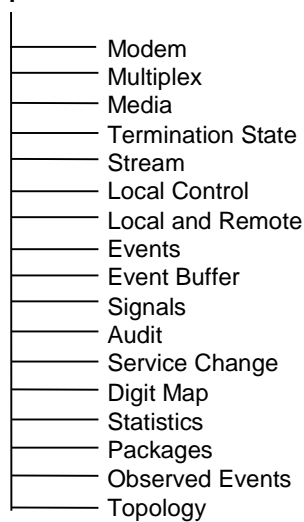 Modem
Multiplex
Media
Termination State
Stream
Local Control
Local and Remote
Events
Event Buffer
Signals
Audit
Service Change
Digit Map
Statistics
Packages
Observed Events
Topology